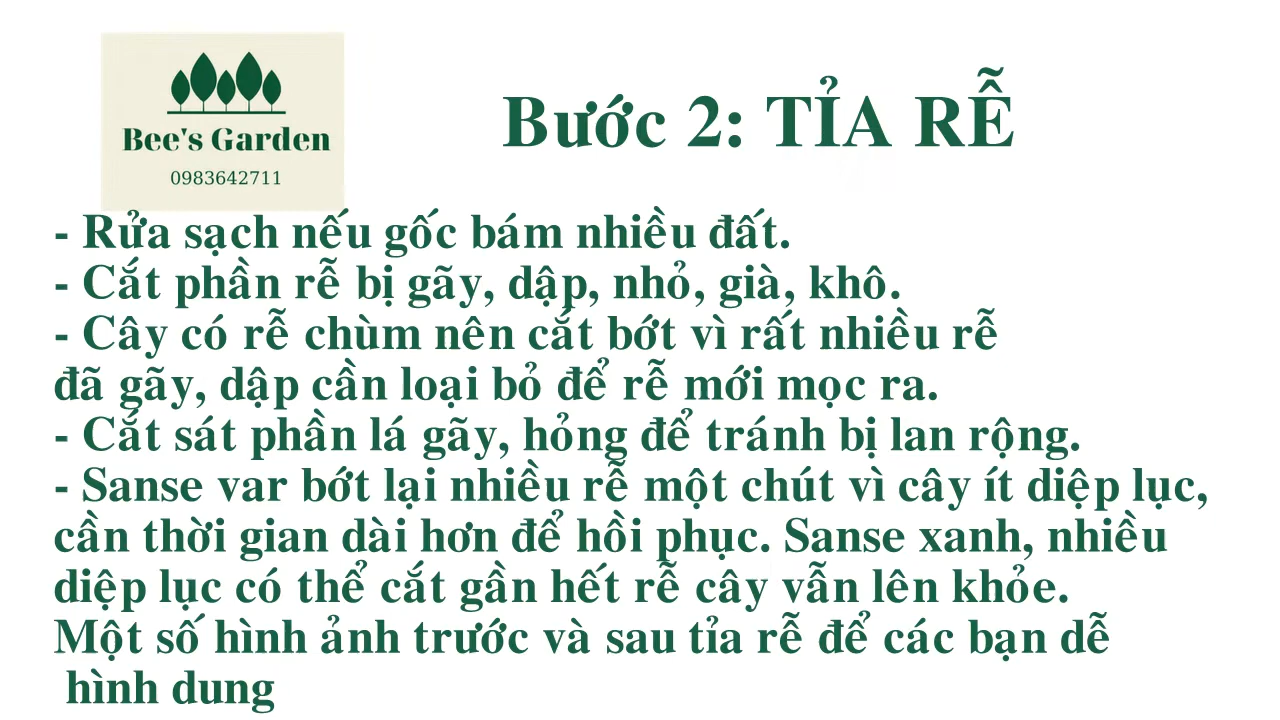 Bee's Garden
0983642711
Bước 2: TỈA RỄ
- Rửa sạch nếu gốc bám nhiều đất.
- Cắt phần rễ bị gãy, dập, nhỏ, già, khô.
- Cây có rễ chùm nên cắt bớt vì rất nhiều rễ
đã gãy, dập cần loại bỏ để rễ mới mọc ra.
- Cắt sát phần lá gãy, hỏng để tránh bị lan rộng.
- Sanse var bớt lại nhiều rễ một chút vì cây ít diệp lục,
cần thời gian dài hơn để hồi phục. Sanse xanh, nhiều
diệp lục có thể cắt gần hết rễ cây vẫn lên khỏe.
Một số hình ảnh trước và sau tỉa rễ để các bạn dễ
hình dung